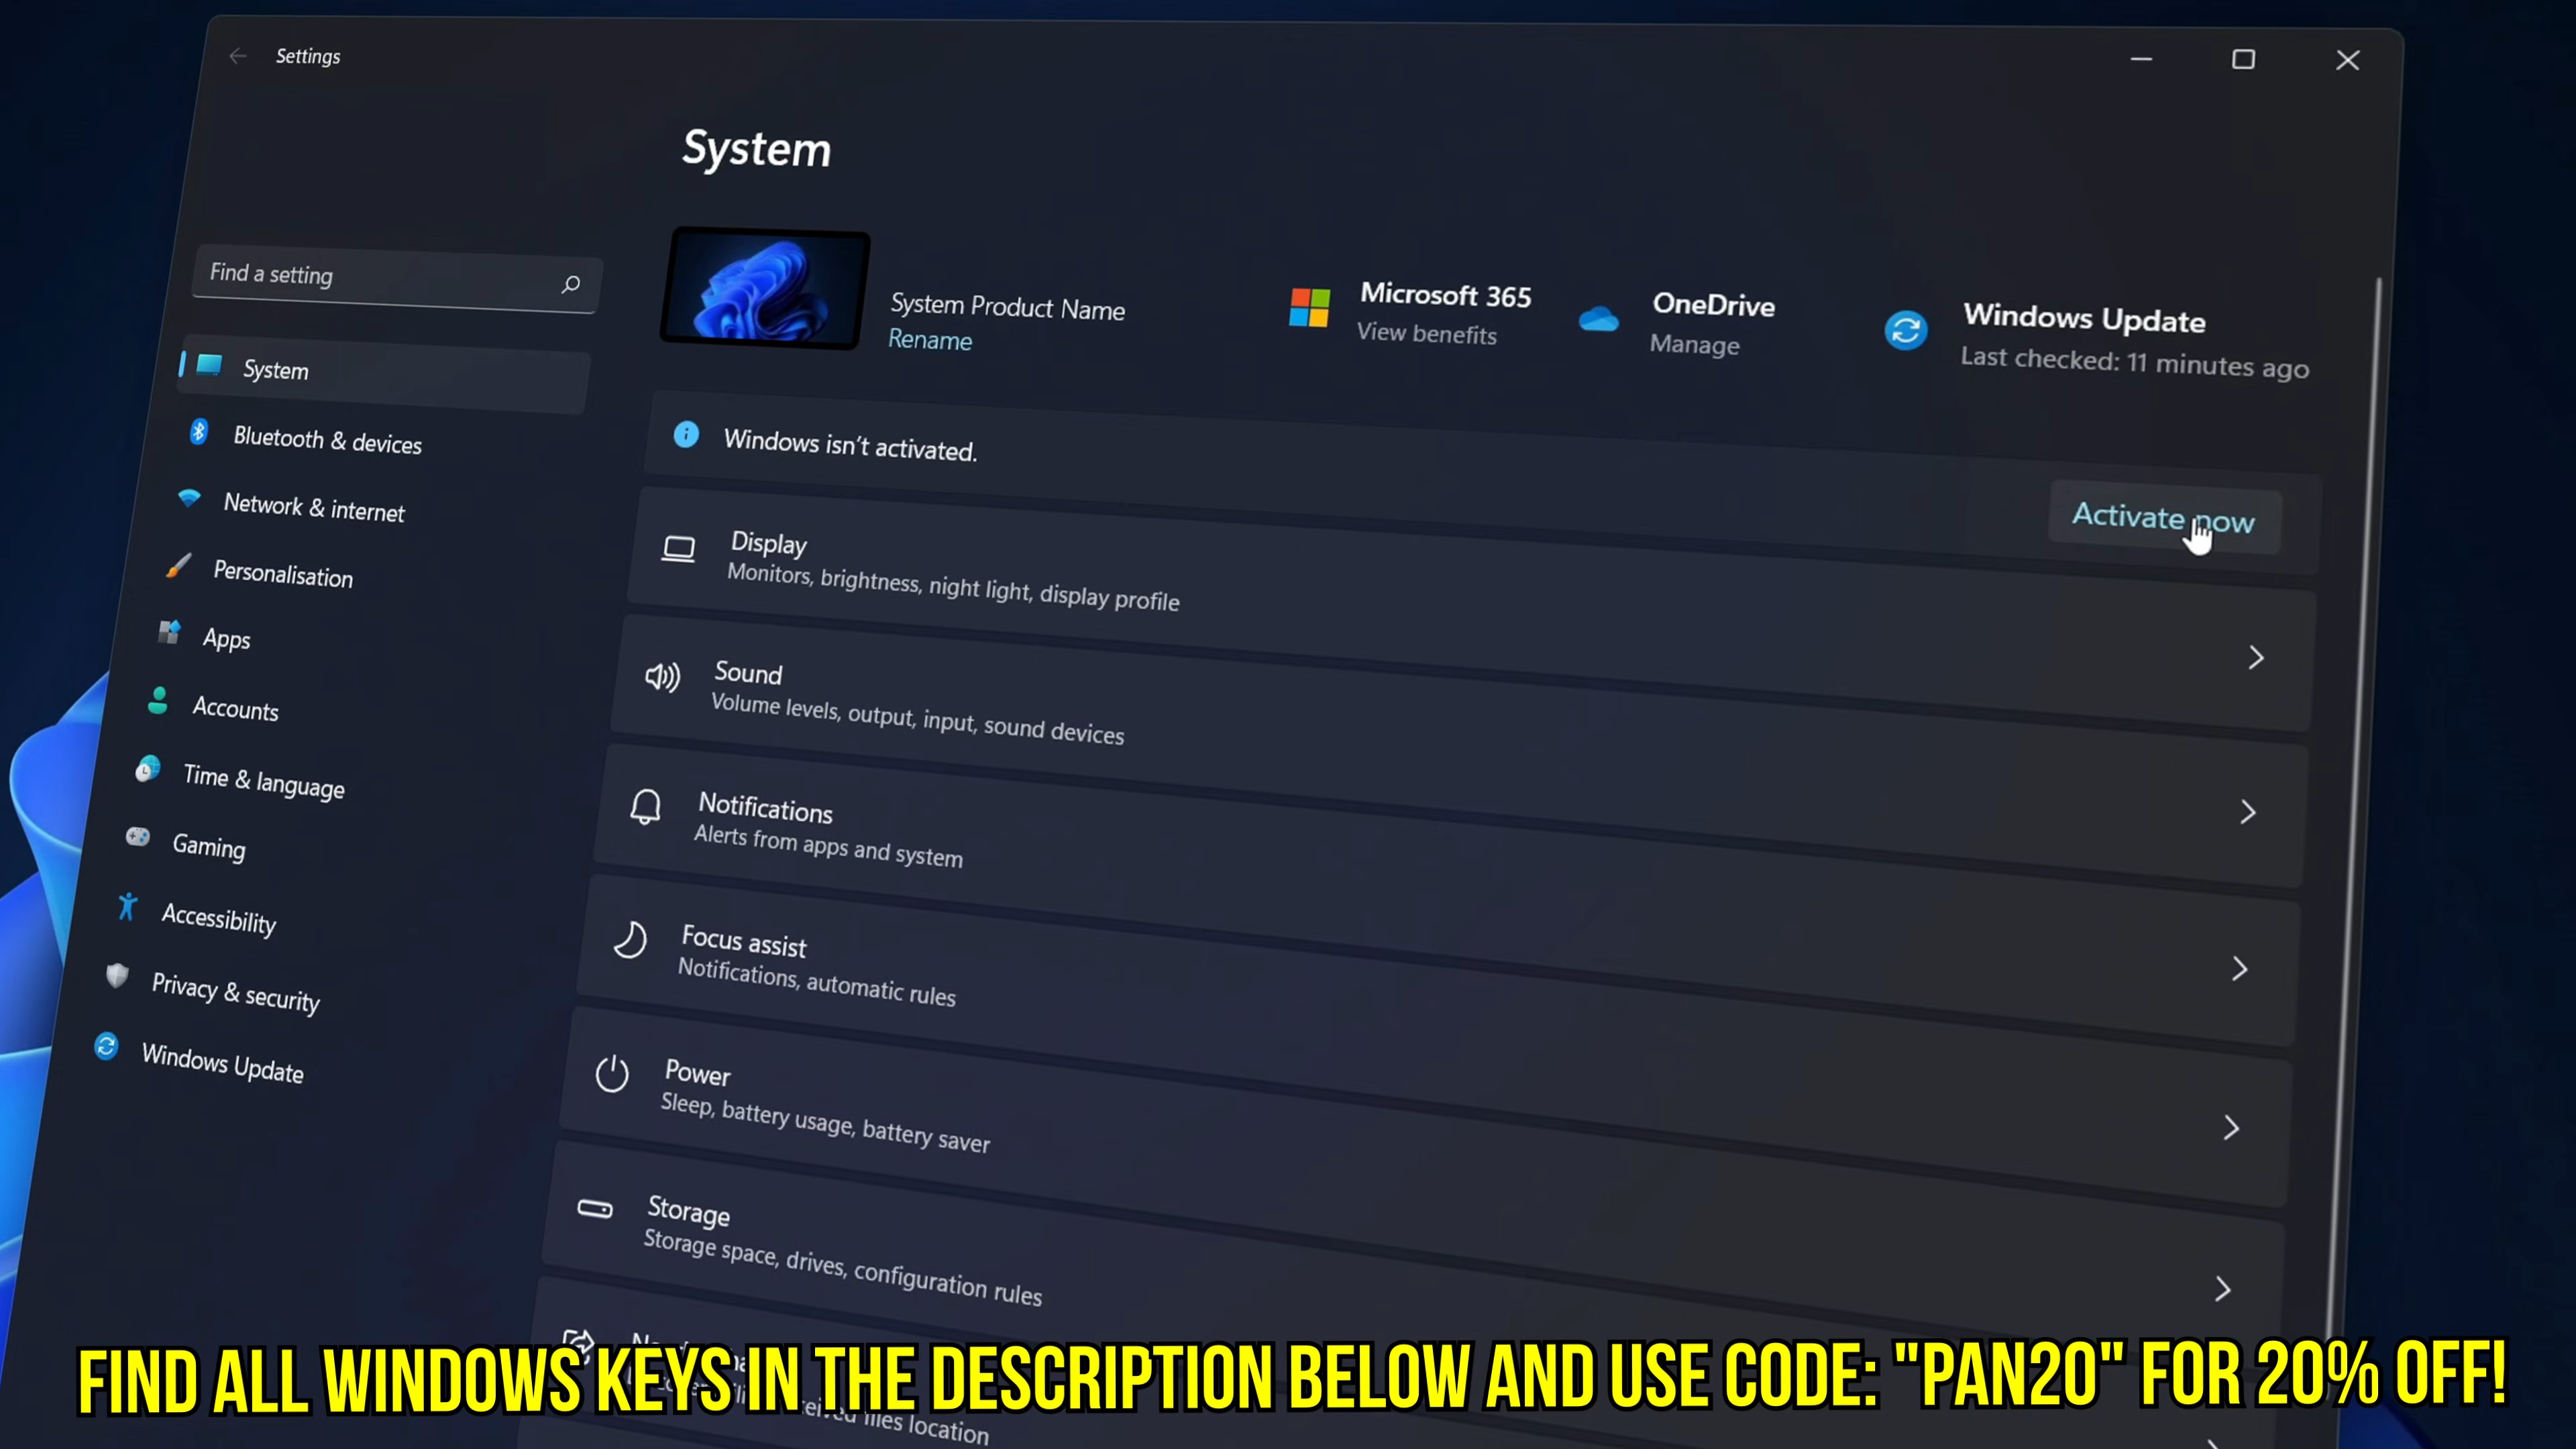 Settings
System
Find a setting
System Product Name
Rename
Microsoft 365
View benefits
OneDrive
Manage
Windows Update
Last checked: 11 minutes ago
System
Bluetooth & devices
Network & internet
Personalisation
Apps
Accounts
Time & language
Gaming
Accessibility
Privacy & security
Windows Update
Windows isn't activated.
Activate now
Display
Monitors, brightness, night light, display profile
Sound
Volume levels, output, input, sound devices
Notifications
Alerts from apps and system
Focus assist
Notifications, automatic rules
Power
Sleep, battery usage, battery saver
Storage
Storage space, drives, configuration rules
files location
FIND ALL WINDOWS KEYS IN THE DESCRIPTION BELOW AND USE CODE: "PAN20" FOR 20% OFF!